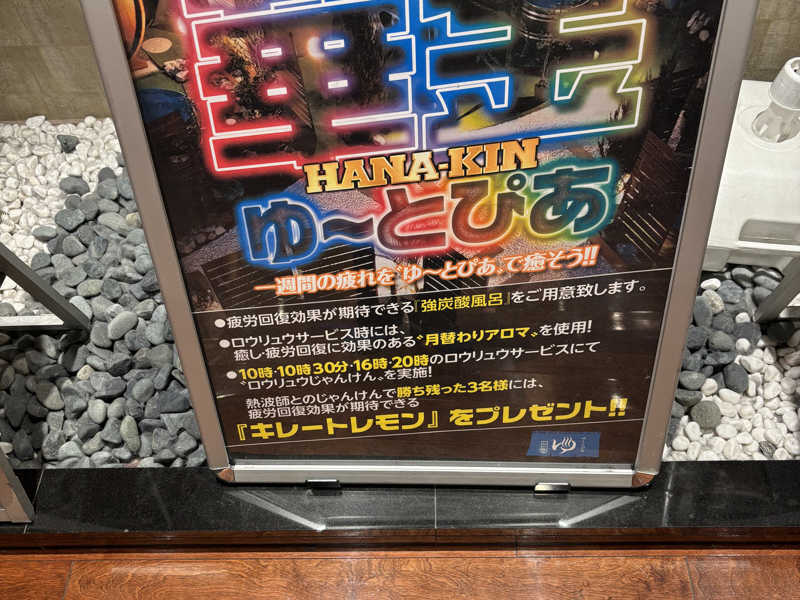 HANA-KIN
ゆ〜とぴあ
一週間の疲れを〝ゆ〜とぴあ〟で癒そう!!
●疲労回復効果が期待できる『強炭酸風呂』をご用意致します。
●ロウリュウサービス時には、
癒し・疲労回復に効果のある〝月替わりアロマ〟を使用!
●10時・10時30分・16時・20時のロウリュウサービスにて
〝ロウリュウじゃんけん〟を実施!
熱波師とのじゃんけんで勝ち残った3名様には、
疲労回復効果が期待できる
『キレートレモン』をプレゼント!!
ゆ